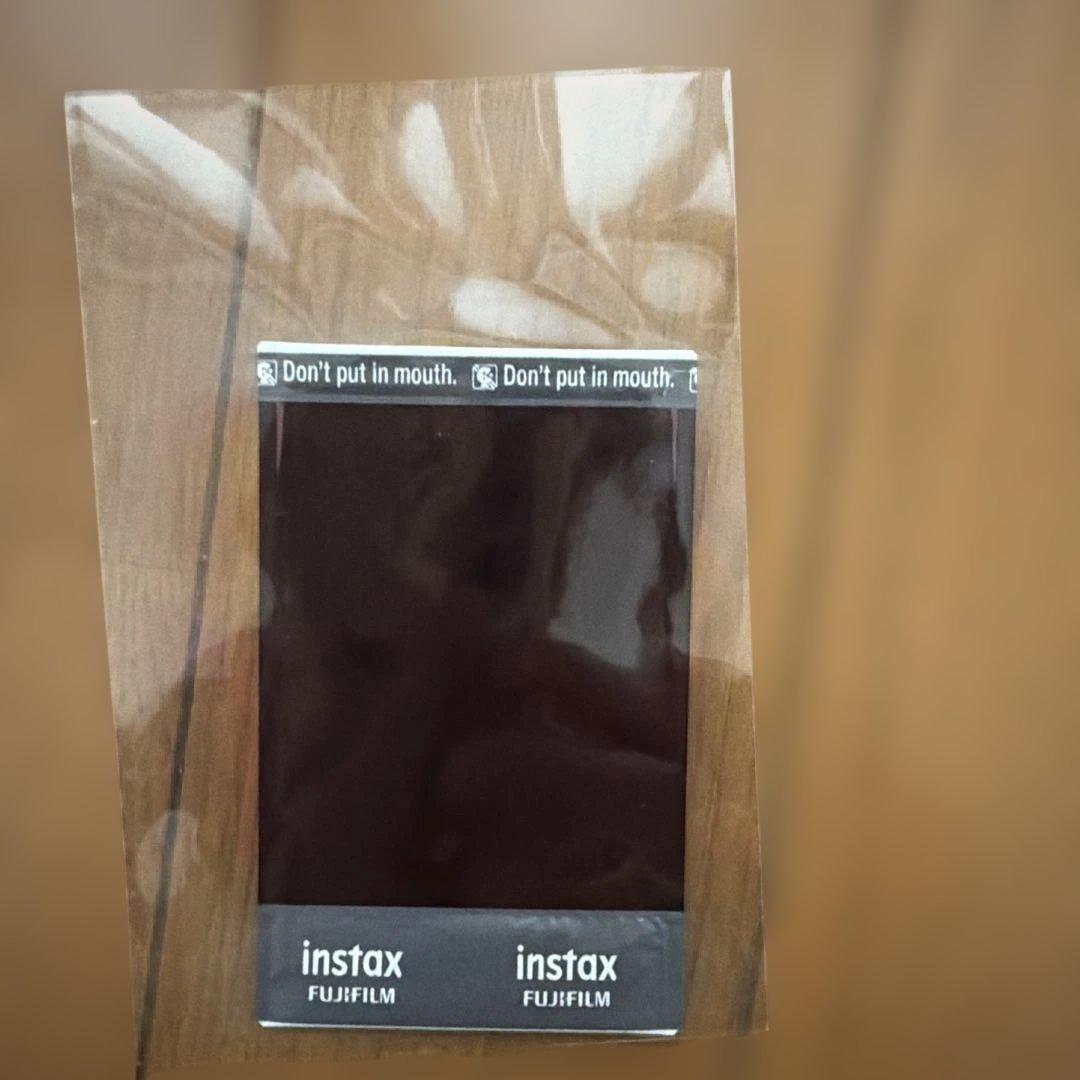 Don't put in mouth. Don't put in mouth.
instax instax
FUJIFILM FUJIFILM